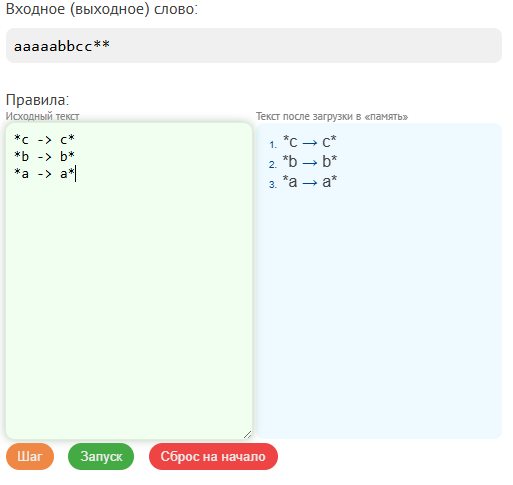 Входное (выходное) слово:
aaaaabbcc**
Правила:
Исходный текст
Текст после загрузки в «память»
*c -> c*
*b -> b*
*a -> a*
1. *c → c*
2. *b → b*
3. *a → a*
Шаг
Запуск
Сброс на начало